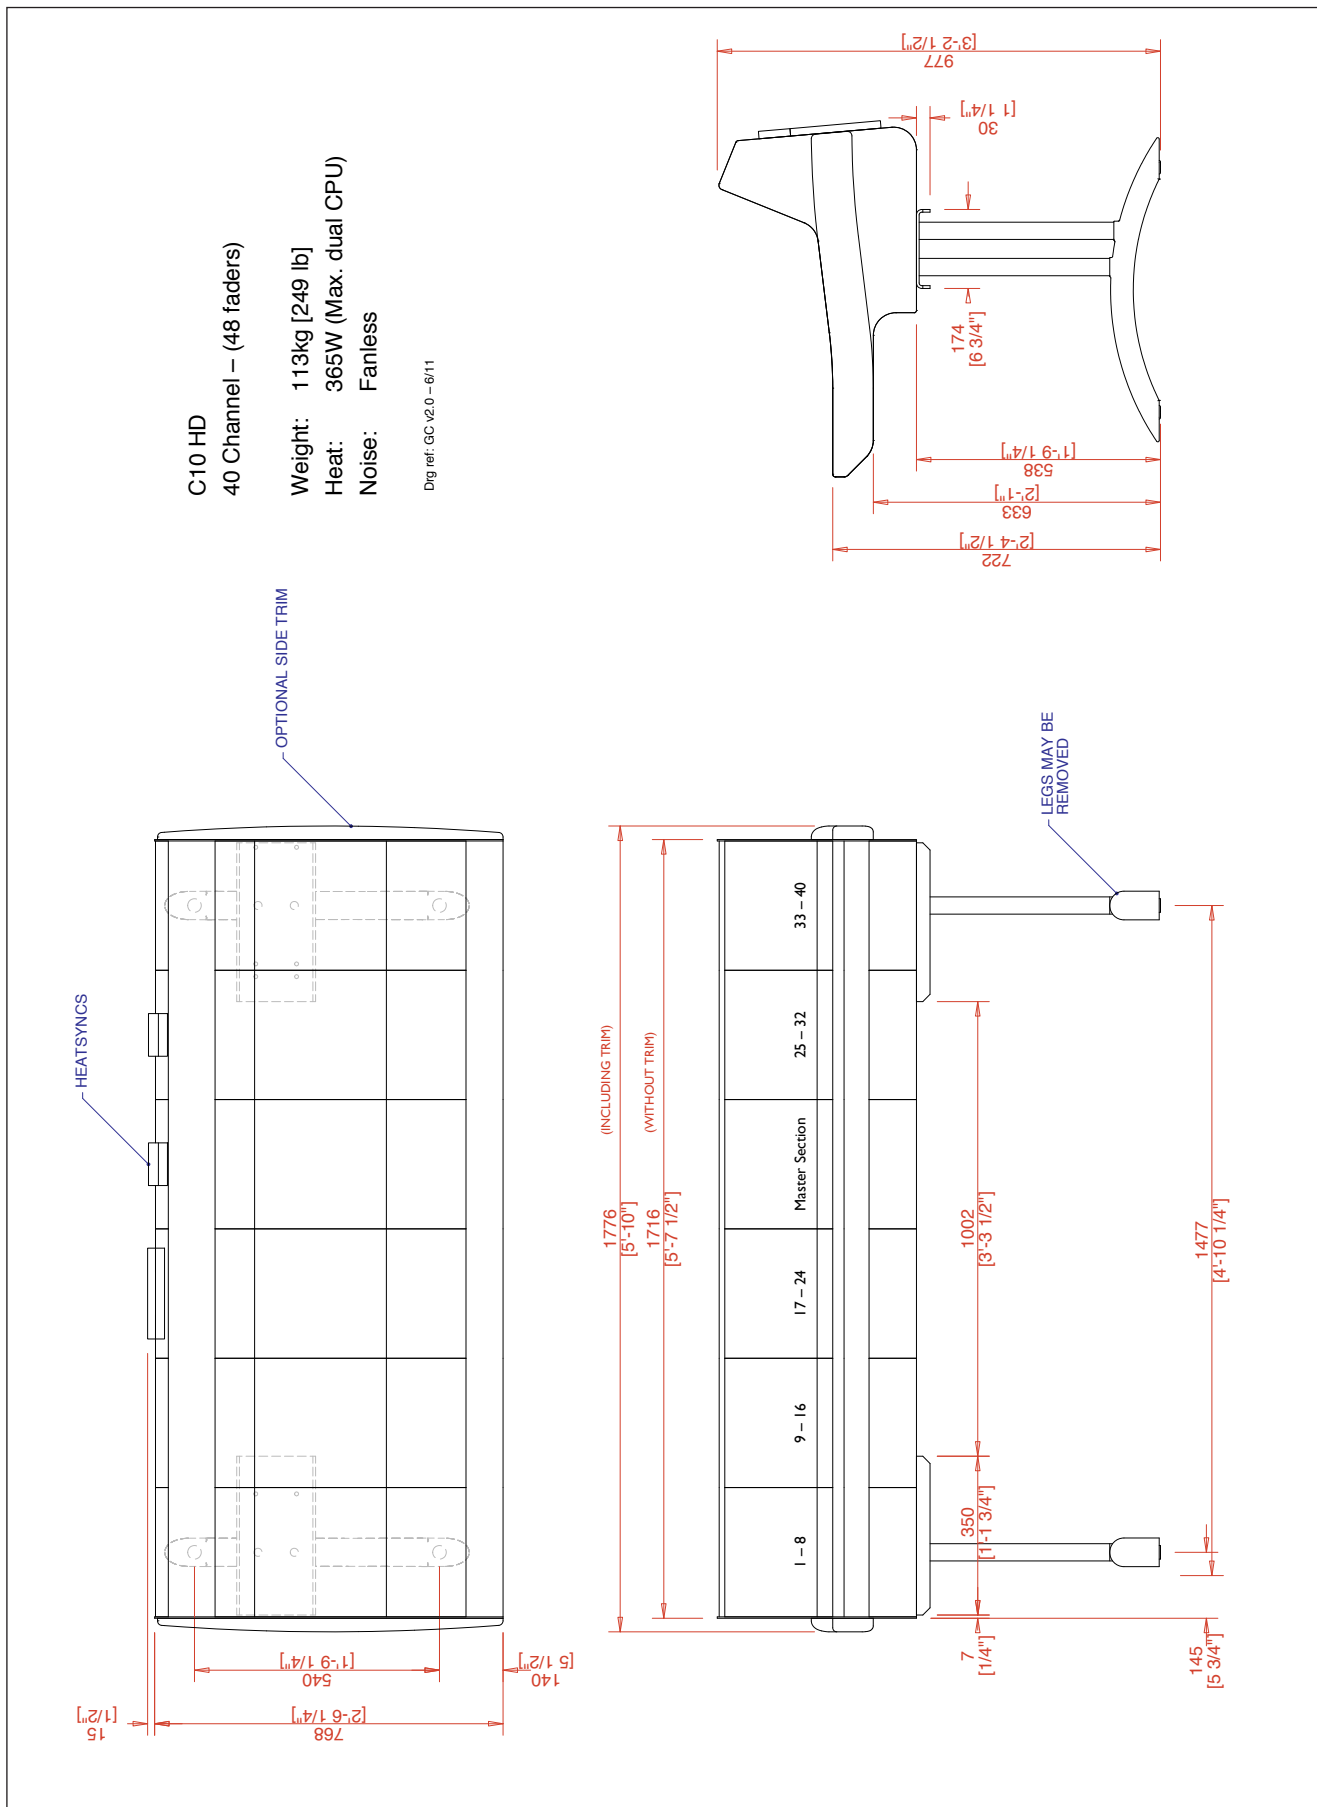 C10 HD
40 Channel – (48 faders)
Weight: 113kg [249 lb]
Heat: 365W (Max. dual CPU)
Noise: Fanless
Drg ref: GC v2.0 – 6/11
HEATSYNCS
OPTIONAL SIDE TRIM
15
[1/2"]
768
[2'-6 1/4"]
540
[1'-9 1/4"]
140
[5 1/2"]
1776
[5'-10"]
(INCLUDING TRIM)
1716
[5'-7 1/2"]
(WITHOUT TRIM)
1 – 8
9 – 16
17 – 24
Master Section
25 – 32
33 – 40
7
[1/4"]
350
[1'-1 3/4"]
1002
[3'-3 1/2"]
145
[5 3/4"]
1477
[4'-10 1/4"]
LEGS MAY BE
REMOVED
722
[2'-4 1/2"]
633
[2'-1"]
538
[1'-9 1/4"]
174
[6 3/4"]
30
[1 1/4"]
977
[3'-2 1/2"]